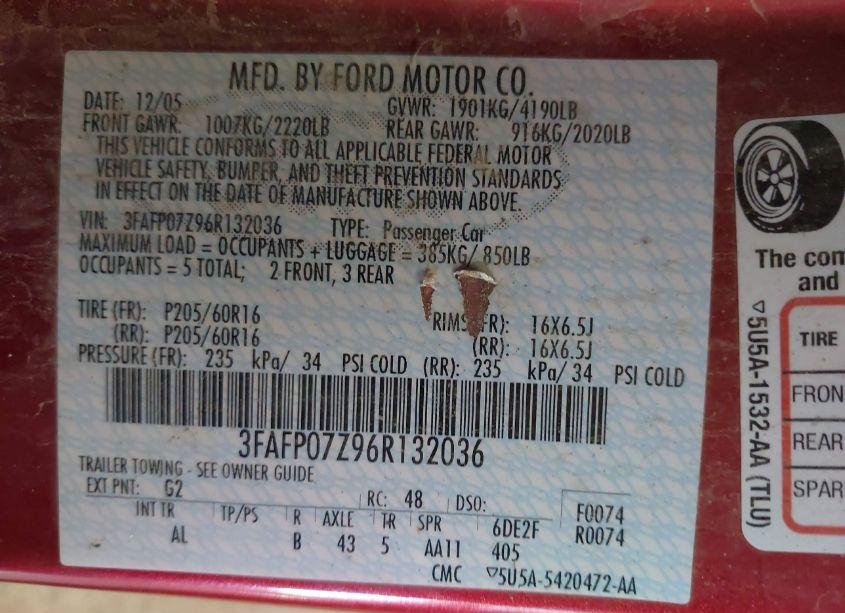 MFD. BY FORD MOTOR CO.
DATE: 12/05 GVWR: 1901KG/4190LB
FRONT GAWR: 1007KG/2220LB REAR GAWR: 916KG/2020LB
THIS VEHICLE CONFORMS TO ALL APPLICABLE FEDERAL MOTOR
VEHICLE SAFETY, BUMPER, AND THEFT PREVENTION STANDARDS
IN EFFECT ON THE DATE OF MANUFACTURE SHOWN ABOVE.
VIN: 3FAFP07Z96R132036 TYPE: Passenger Car
MAXIMUM LOAD = OCCUPANTS + LUGGAGE = 385KG/ 850LB
OCCUPANTS = 5 TOTAL; 2 FRONT, 3 REAR
TIRE (FR): P205/60R16 RIMS (FR): 16X6.5J
(RR): P205/60R16 (RR): 16X6.5J
PRESSURE (FR): 235 kPa/ 34 PSI COLD (RR): 235 kPa/ 34 PSI COLD
3FAFP07Z96R132036
TRAILER TOWING - SEE OWNER GUIDE
EXT PNT: G2 RC: 48 DSO: F0074
INT TR TP/PS R AXLE TR SPR 6DE2F R0074
AL B 43 5 AA11 405
CMC ▽5U5A-5420472-AA
The com
and
TIRE
FRON
REAR
SPAR
▽5U5A-1532-AA (TLU)